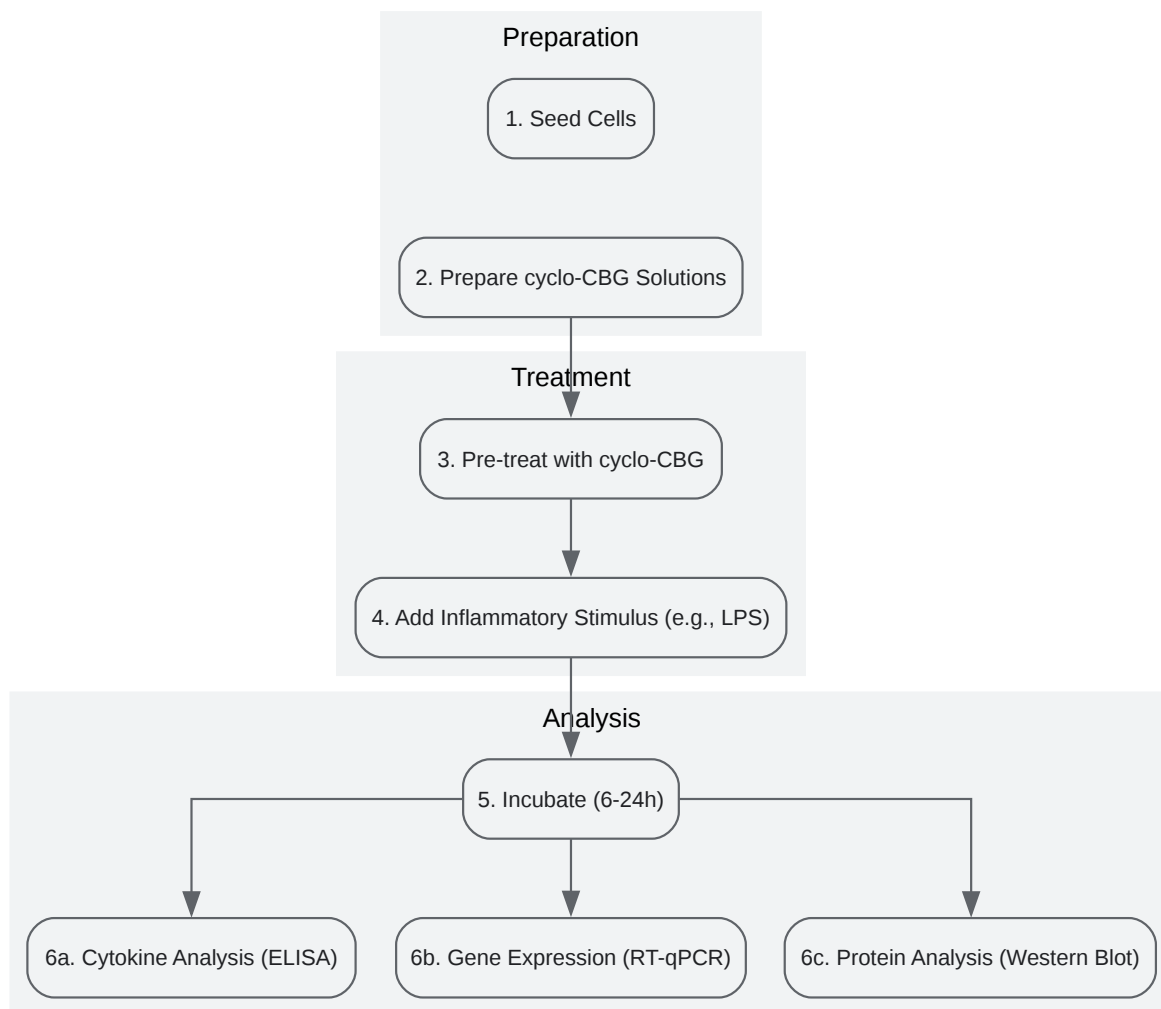 Preparation
1. Seed Cells
2. Prepare cyclo-CBG Solutions
Treatment
3. Pre-treat with cyclo-CBG
4. Add Inflammatory Stimulus (e.g., LPS)
Analysis
5. Incubate (6-24h)
6a. Cytokine Analysis (ELISA)
6b. Gene Expression (RT-qPCR)
6c. Protein Analysis (Western Blot)